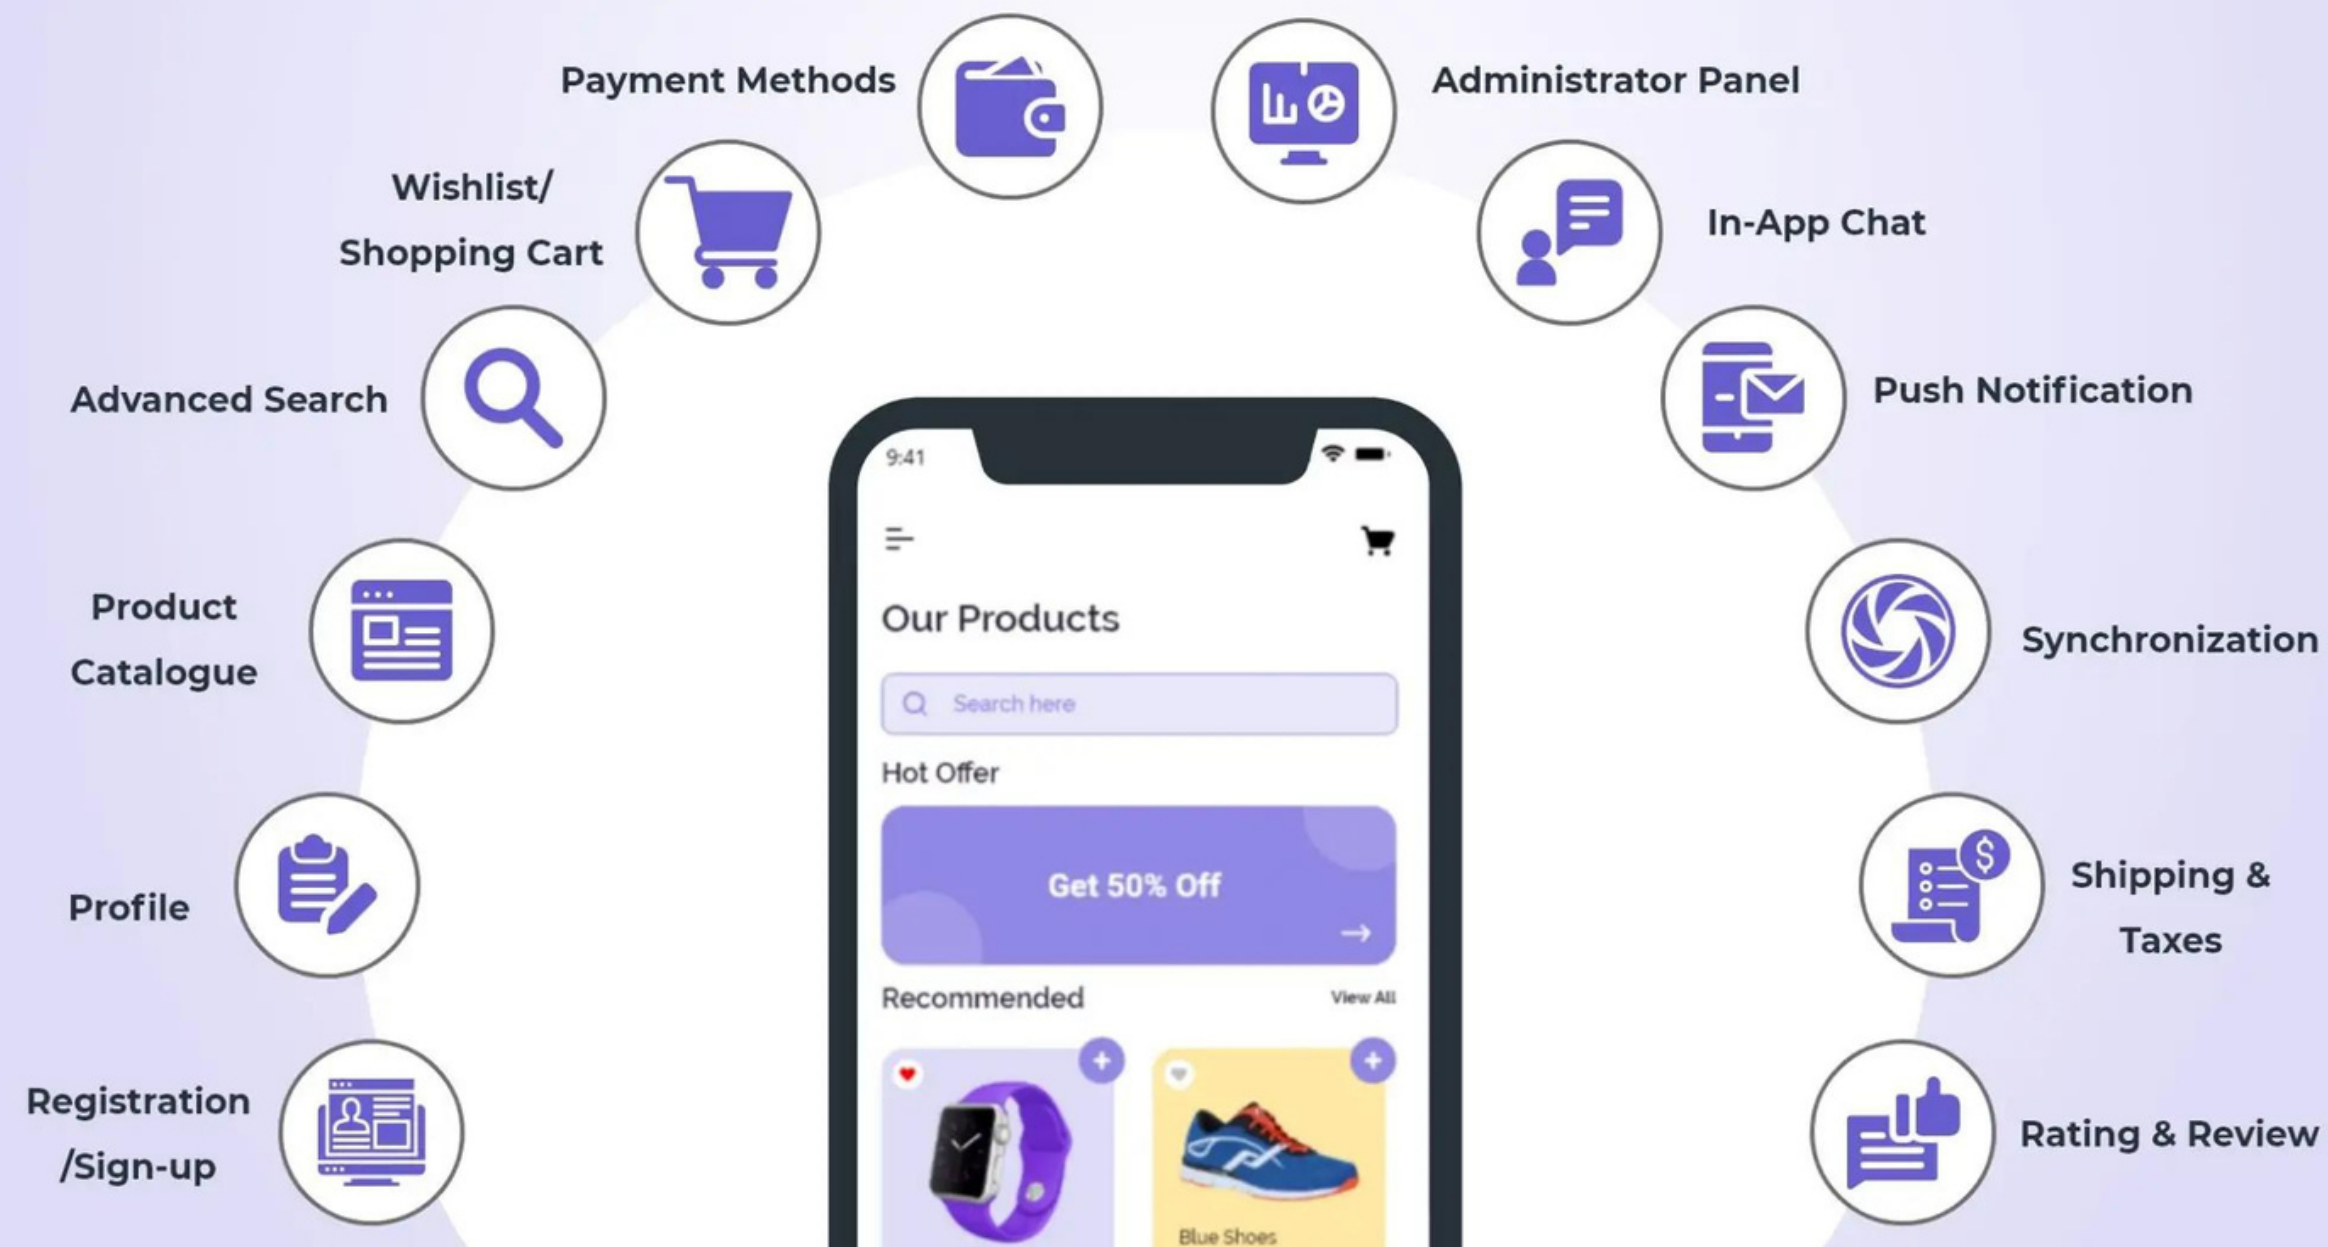 Payment Methods
Administrator Panel
Wishlist/
Shopping Cart
In-App Chat
Advanced Search
Push Notification
Product
Catalogue
Synchronization
Profile
Shipping &
Taxes
Registration
/Sign-up
Rating & Review
9:41
Our Products
Search here
Hot Offer
Get 50% Off
Recommended
View All
Blue Shoes